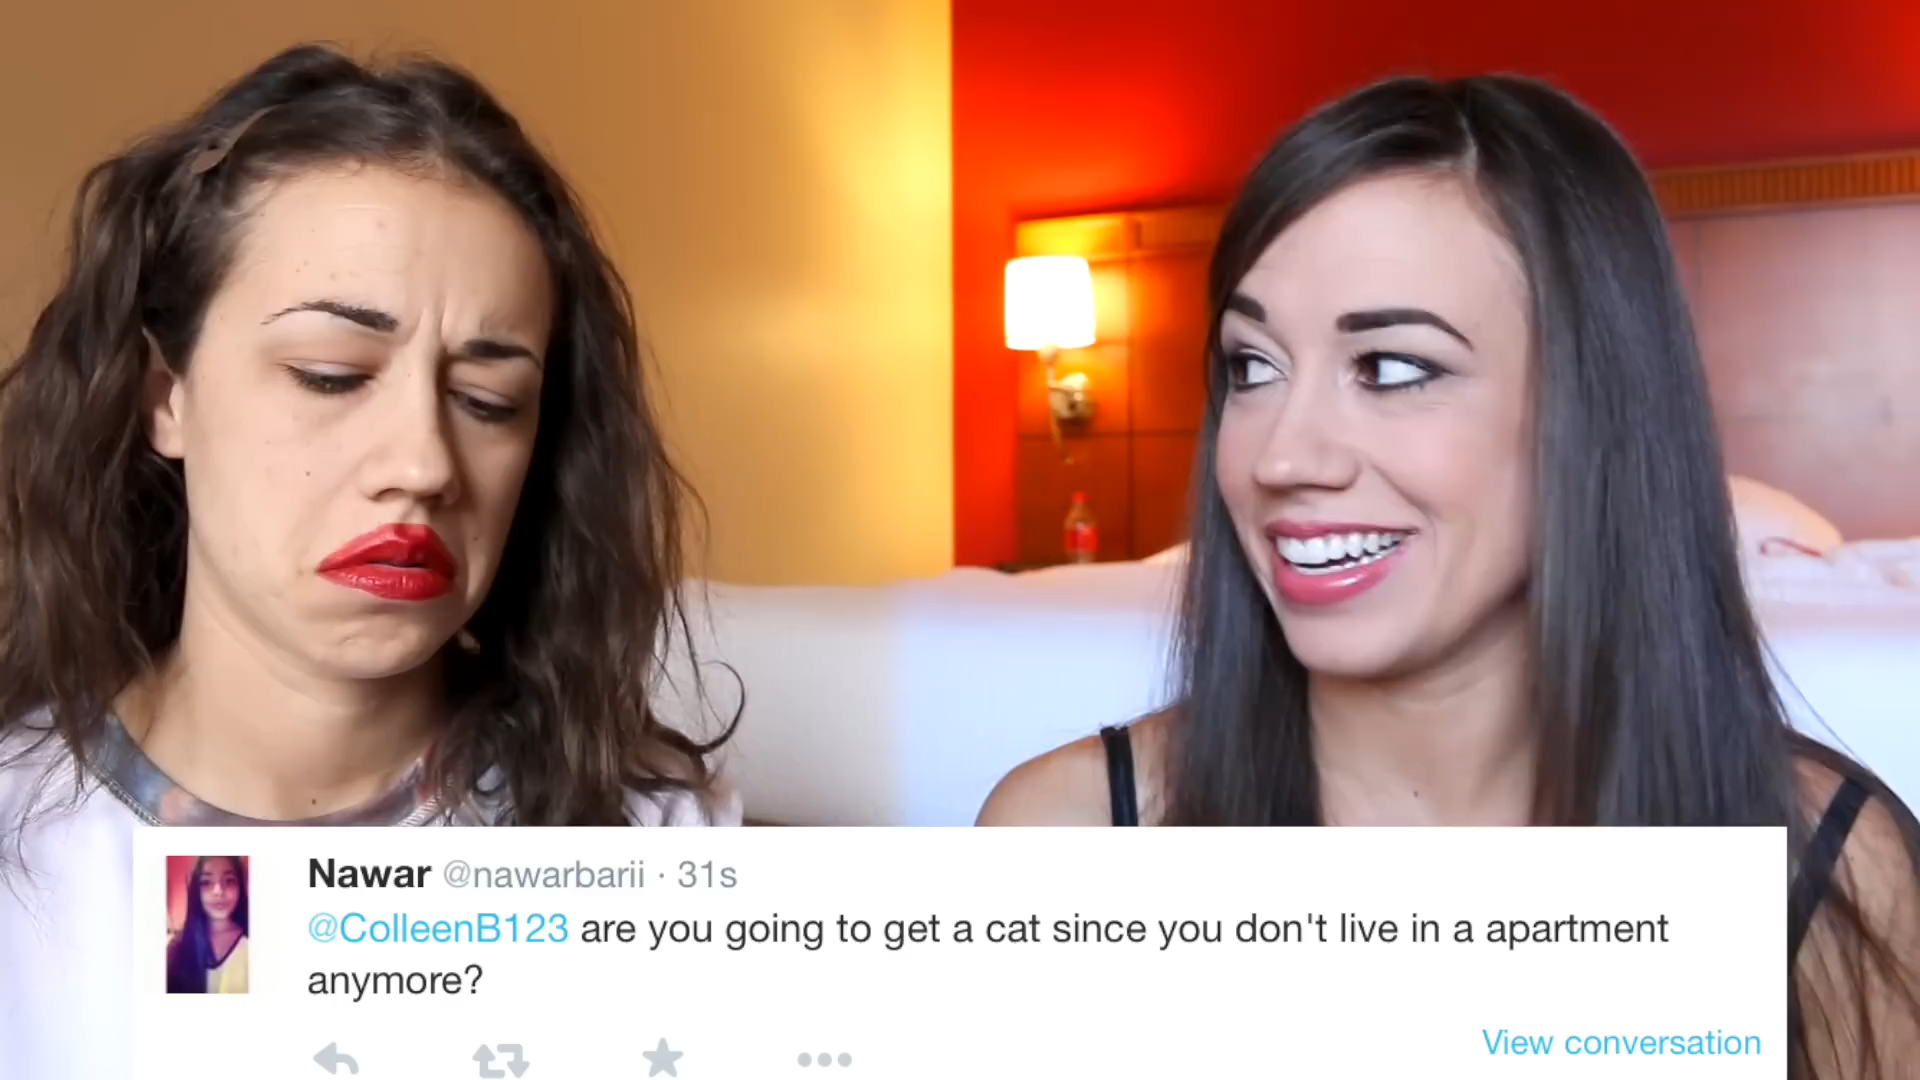 Nawar @nawarbarii · 31s
@ColleenB123 are you going to get a cat since you don't live in a apartment
anymore?
View conversation